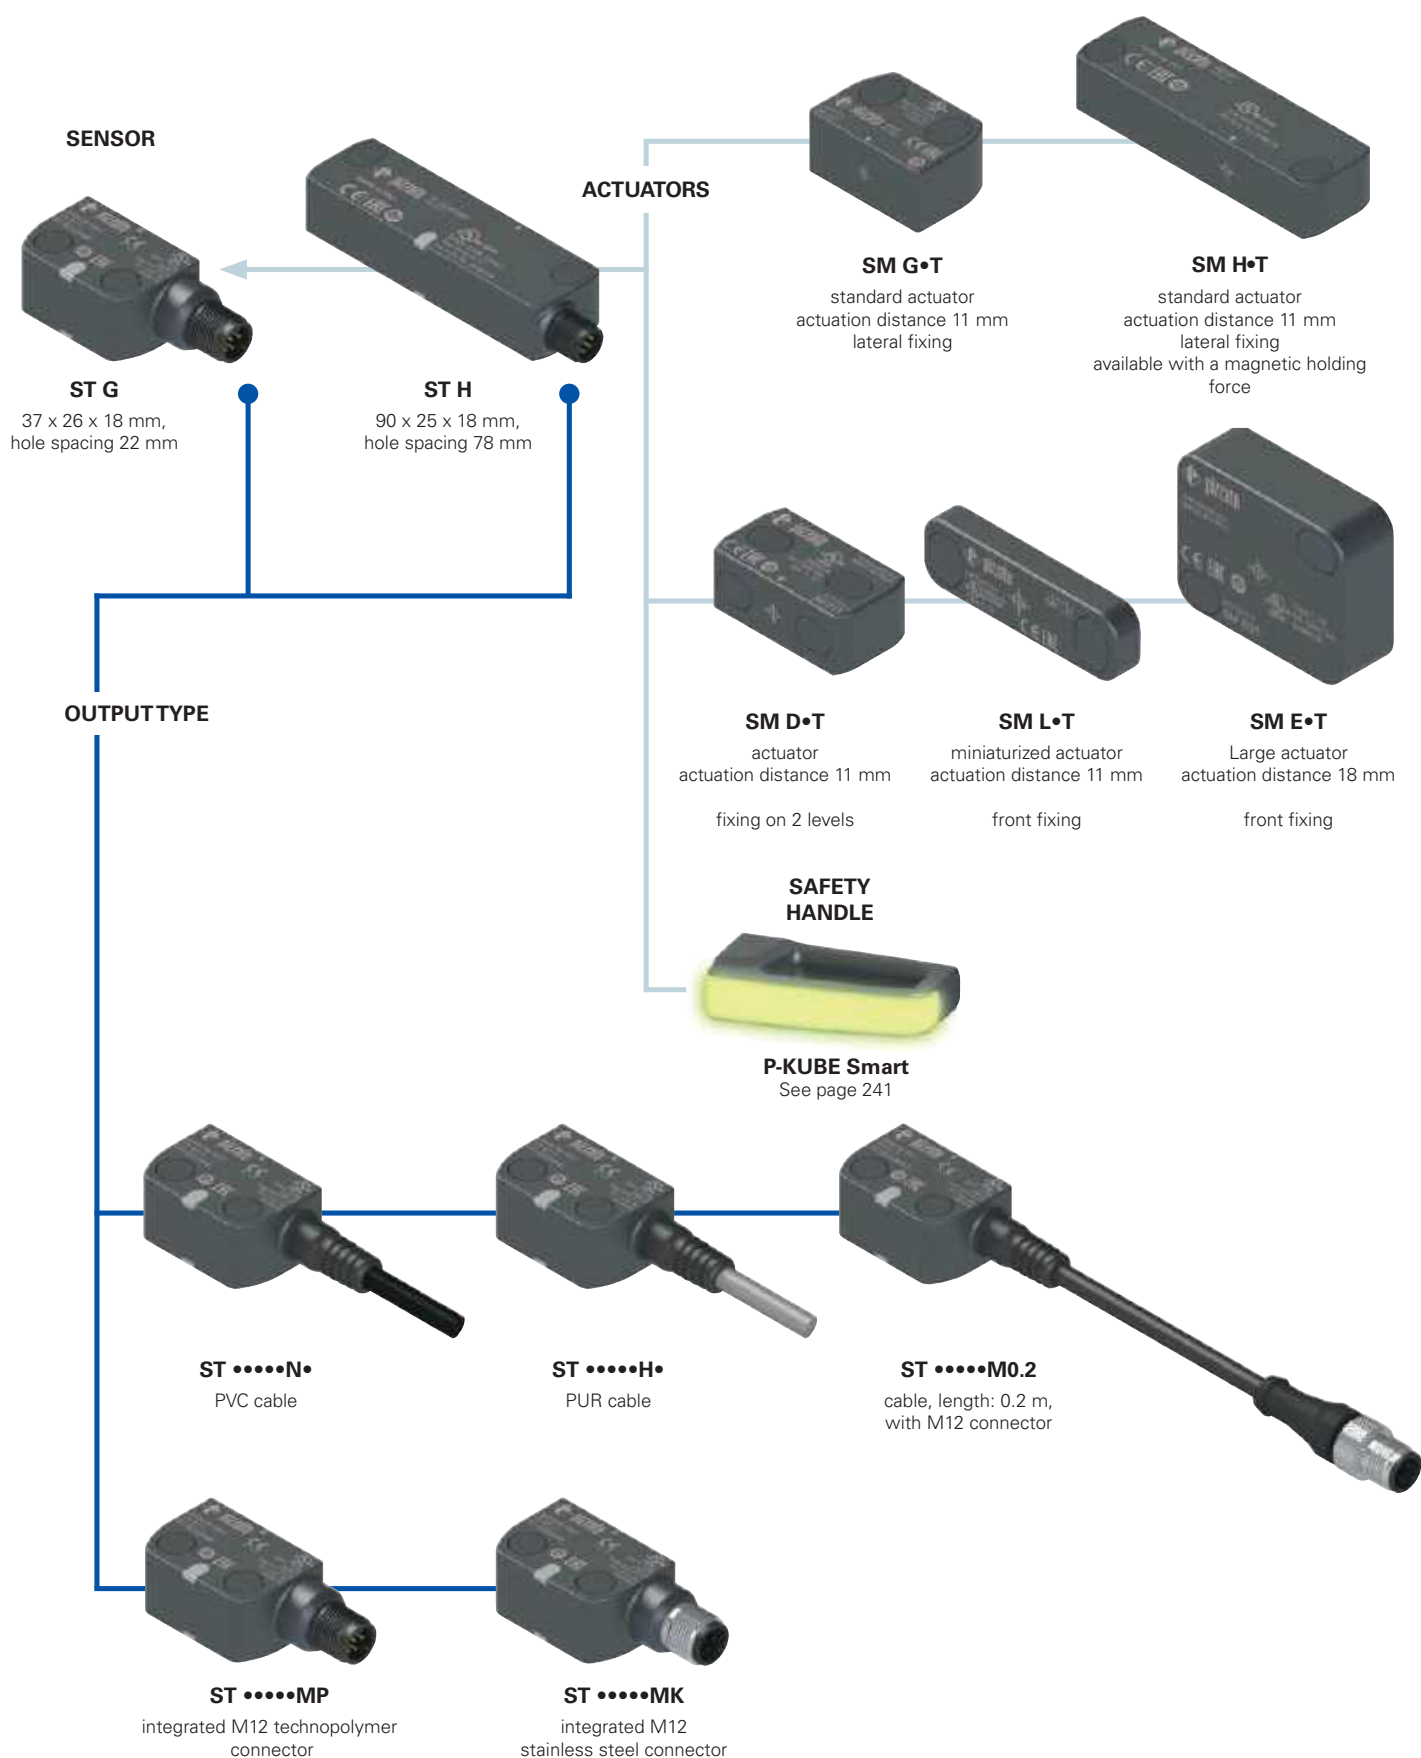 SENSOR
ST G
37 x 26 x 18 mm,
hole spacing 22 mm
ST H
90 x 25 x 18 mm,
hole spacing 78 mm
ACTUATORS
SM G•T
standard actuator
actuation distance 11 mm
lateral fixing
SM H•T
standard actuator
actuation distance 11 mm
lateral fixing
available with a magnetic holding
force
SM D•T
actuator
actuation distance 11 mm
fixing on 2 levels
SM L•T
miniaturized actuator
actuation distance 11 mm
front fixing
SM E•T
Large actuator
actuation distance 18 mm
front fixing
SAFETY
HANDLE
P-KUBE Smart
See page 241
OUTPUT TYPE
ST •••••N•
PVC cable
ST •••••H•
PUR cable
ST •••••M0.2
cable, length: 0.2 m,
with M12 connector
ST •••••MP
integrated M12 technopolymer
connector
ST •••••MK
integrated M12
stainless steel connector